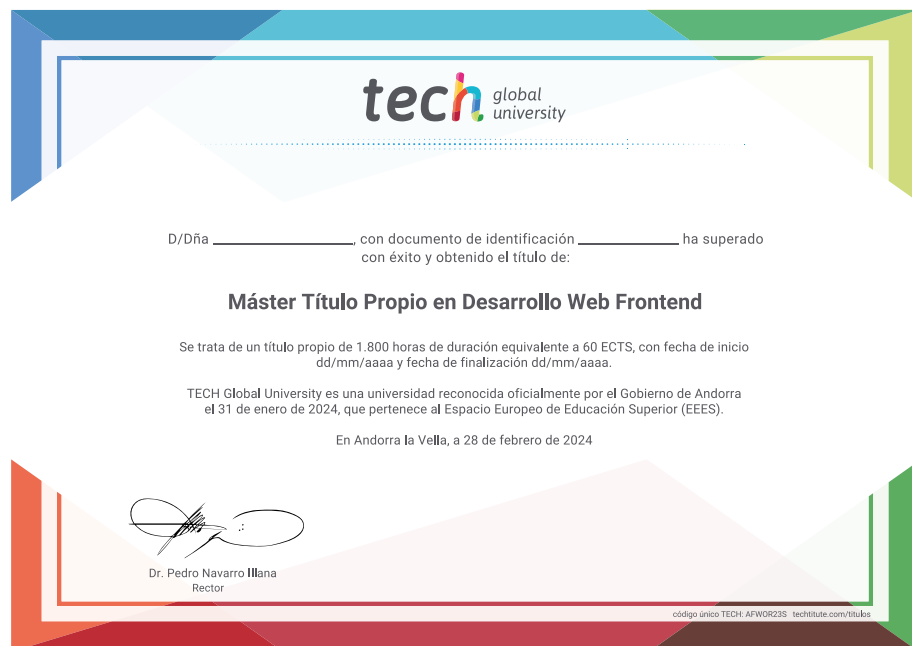 tech global university
D/Dña ____________________, con documento de identificación ______________ ha superado
con éxito y obtenido el título de:
Máster Título Propio en Desarrollo Web Frontend
Se trata de un título propio de 1.800 horas de duración equivalente a 60 ECTS, con fecha de inicio
dd/mm/aaaa y fecha de finalización dd/mm/aaaa.
TECH Global University es una universidad reconocida oficialmente por el Gobierno de Andorra
el 31 de enero de 2024, que pertenece al Espacio Europeo de Educación Superior (EEES).
En Andorra la Vella, a 28 de febrero de 2024
Dr. Pedro Navarro Illana
Rector
código único TECH: AFWOR23S techtitute.com/titulos